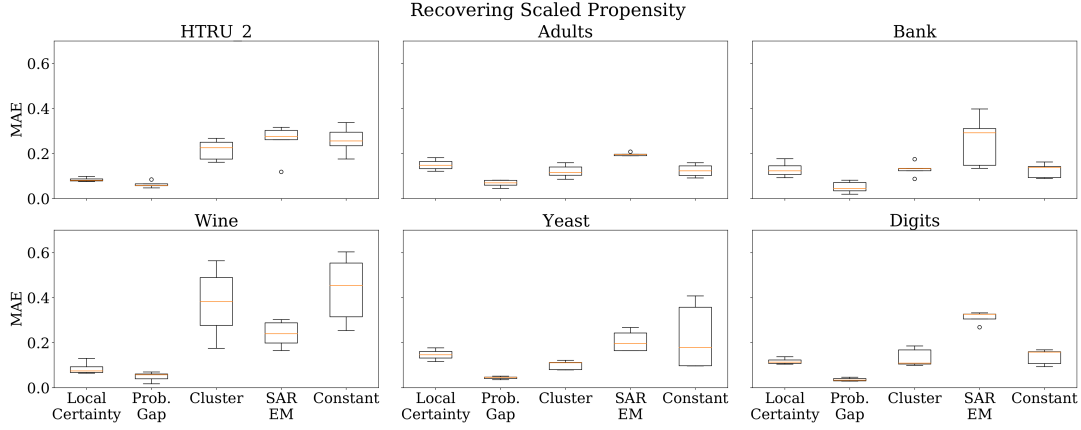 Recovering Scaled Propensity
HTRU_2
Adults
Bank
MAE
0.6
0.4
0.2
0.0
Wine
Yeast
Digits
MAE
0.6
0.4
0.2
0.0
Local Certainty
Prob. Gap
Cluster
SAR EM
Constant
Local Certainty
Prob. Gap
Cluster
SAR EM
Constant
Local Certainty
Prob. Gap
Cluster
SAR EM
Constant